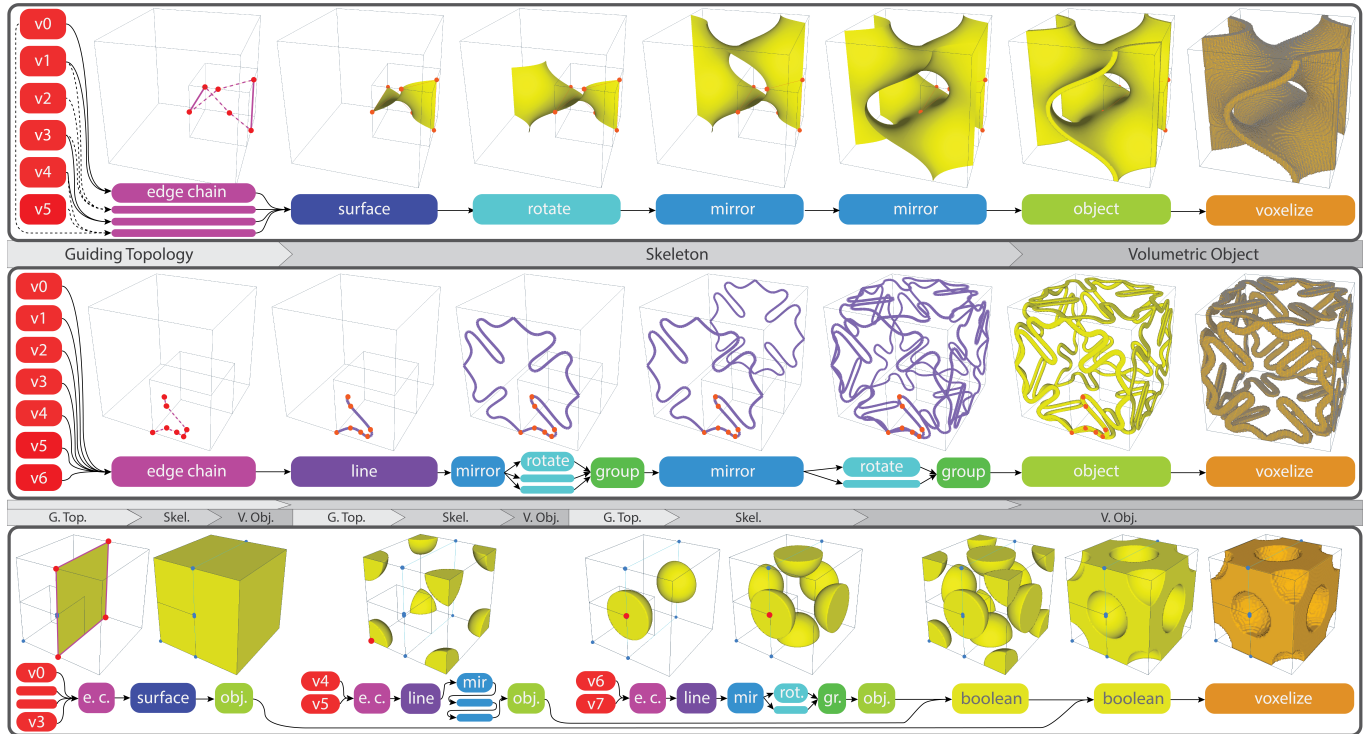 v0
v1
v2
v3
v4
v5
edge chain
surface
rotate
mirror
mirror
object
voxelize
Guiding Topology
Skeleton
Volumetric Object
v0
v1
v2
v3
v4
v5
v6
edge chain
line
mirror
rotate
group
mirror
rotate
group
object
voxelize
G. Top.
Skel.
V. Obj.
G. Top.
Skel.
V. Obj.
G. Top.
Skel.
V. Obj.
v0
v3
e. c.
surface
obj.
v4
v5
e. c.
line
mir
obj.
v6
v7
e. c.
line
mir
rot.
gr.
obj.
boolean
boolean
voxelize